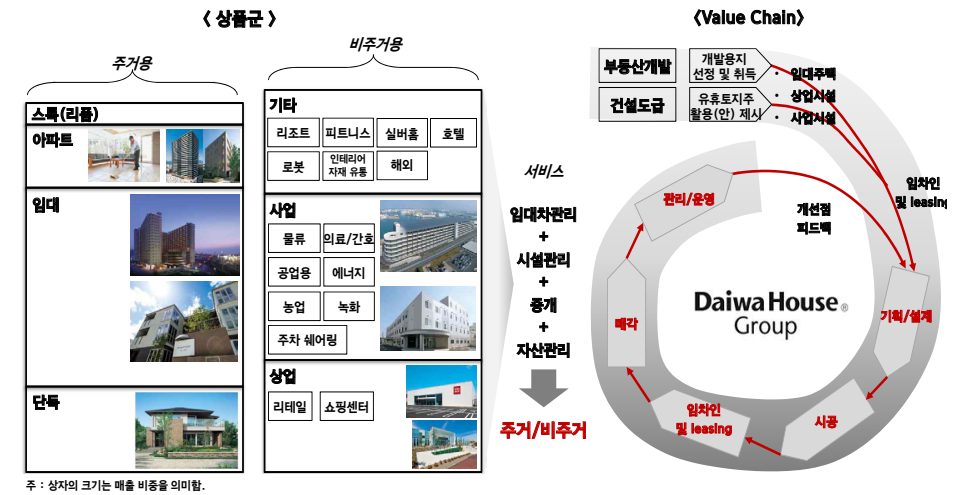 〈 상품군 〉
주거용
비주거용
스톡(리폼)
아파트
임대
단독
기타
리조트
피트니스
실버홈
호텔
로봇
인테리어
자재 유통
해외
사업
물류
의료/간호
공업용
에너지
농업
녹화
주차 쉐어링
상업
리테일
쇼핑센터
주 : 상자의 크기는 매출 비중을 의미함.
서비스
임대차관리
+
시설관리
+
중개
+
자산관리
주거/비주거
〈Value Chain〉
부동산개발
개발용지
선정 및 취득
건설도급
유휴토지주
활용(안) 제시
• 임대주택
• 상업시설
• 사업시설
임차인
및 leasing
관리/운영
개선점
피드백
매각
Daiwa House®
Group
기획/설계
임차인
및 leasing
시공